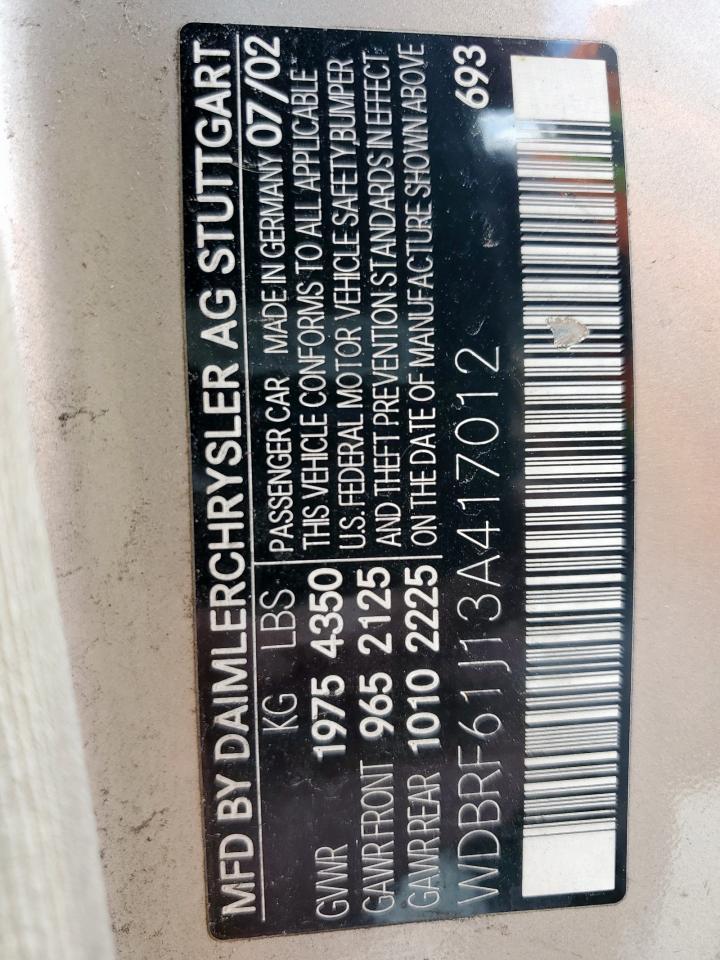 MFD BY DAIMLERCHRYSLER AG STUTTGART
KG LBS
GVWR 1975 4350
GAWR FRONT 965 2125
GAWR REAR 1010 2225
PASSENGER CAR MADE IN GERMANY 07/02
THIS VEHICLE CONFORMS TO ALL APPLICABLE
U.S. FEDERAL MOTOR VEHICLE SAFETY,BUMPER
AND THEFT PREVENTION STANDARDS IN EFFECT
ON THE DATE OF MANUFACTURE SHOWN ABOVE
WDBRF61J13A417012 693